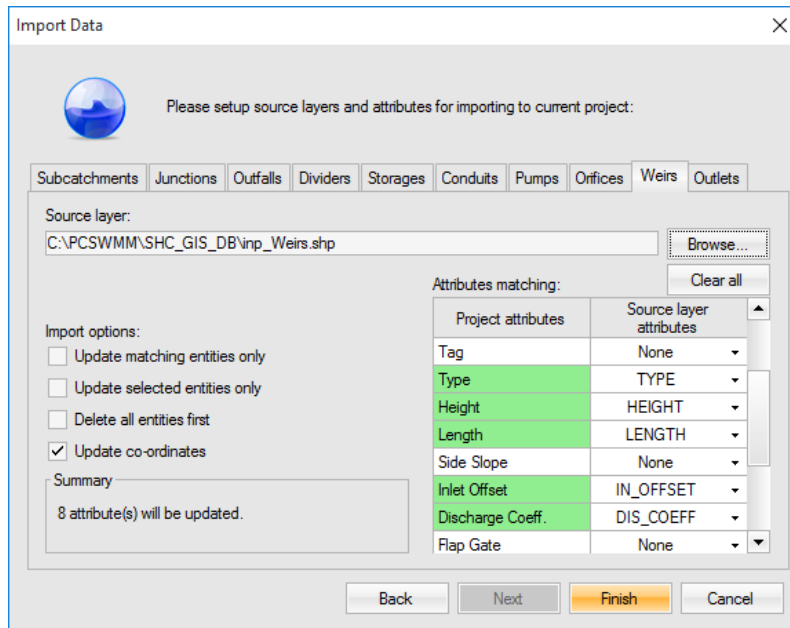 Import Data
Please setup source layers and attributes for importing to current project:
Subcatchments Junctions Outfalls Dividers Storages Conduits Pumps Orifices Weirs Outlets
Source layer:
C:\PCSWMM\SHC_GIS_DB\inp_Weirs.shp Browse...
Attributes matching: Clear all
Project attributes Source layer attributes
Import options:
Update matching entities only
Update selected entities only
Delete all entities first
Update co-ordinates
Summary
8 attribute(s) will be updated.
Tag None
Type TYPE
Height HEIGHT
Length LENGTH
Side Slope None
Inlet Offset IN_OFFSET
Discharge Coeff. DIS_COEFF
Flap Gate None
Back Next Finish Cancel